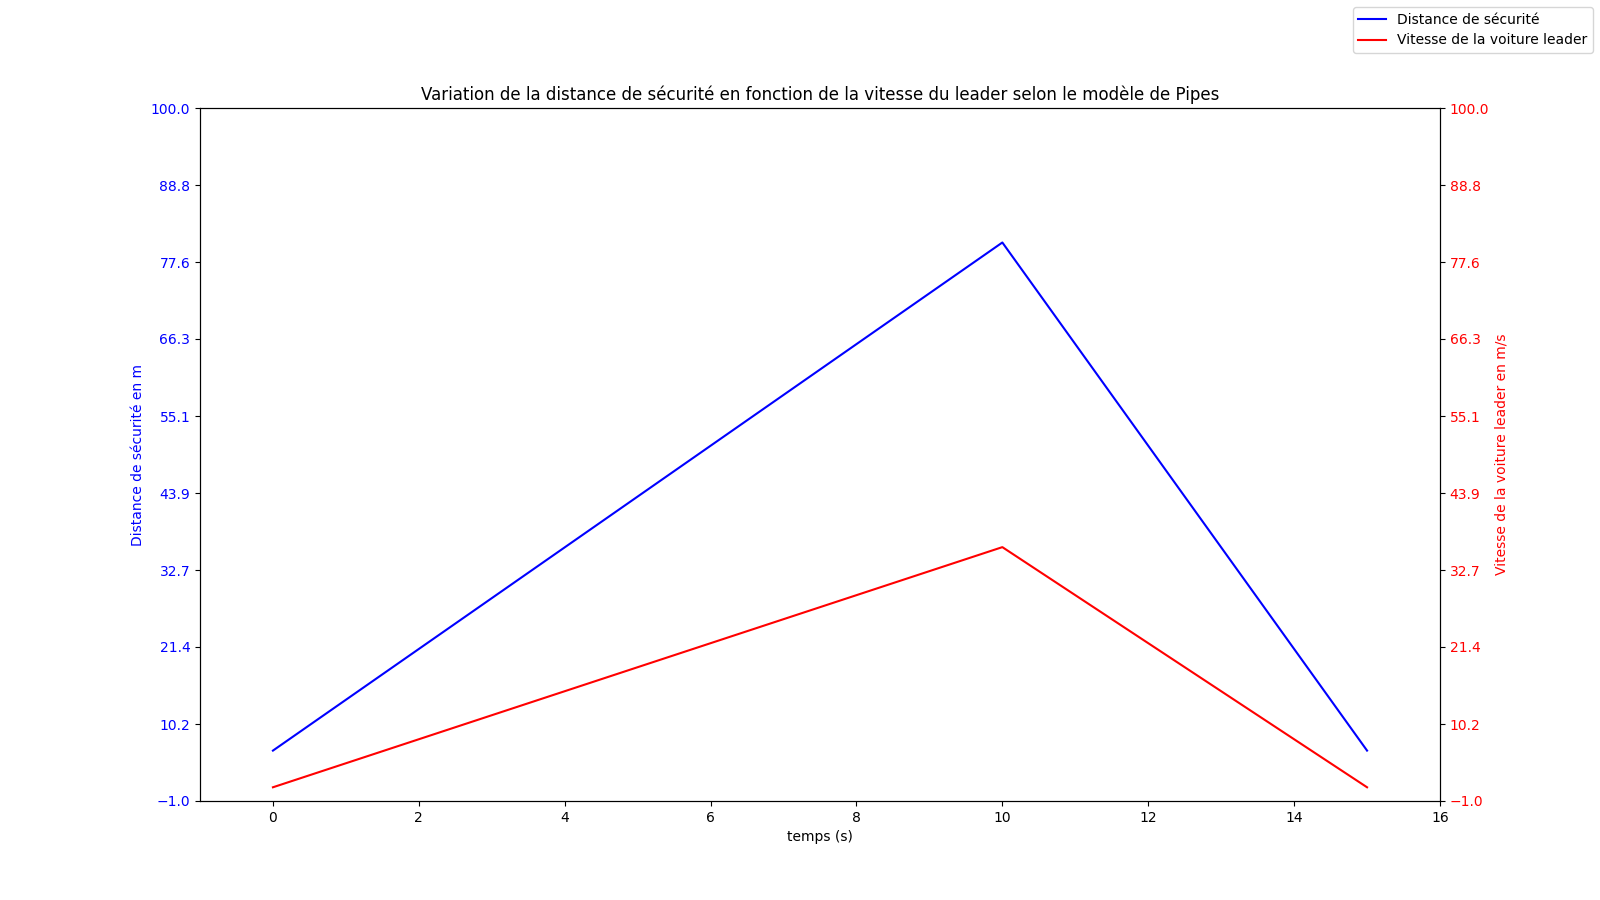 Distance de sécurité
Vitesse de la voiture leader
Variation de la distance de sécurité en fonction de la vitesse du leader selon le modèle de Pipes
100.0
88.8
77.6
66.3
55.1
43.9
32.7
21.4
10.2
−1.0
Distance de sécurité en m
100.0
88.8
77.6
66.3
55.1
43.9
32.7
21.4
10.2
−1.0
Vitesse de la voiture leader en m/s
0 2 4 6 8 10 12 14 16
temps (s)